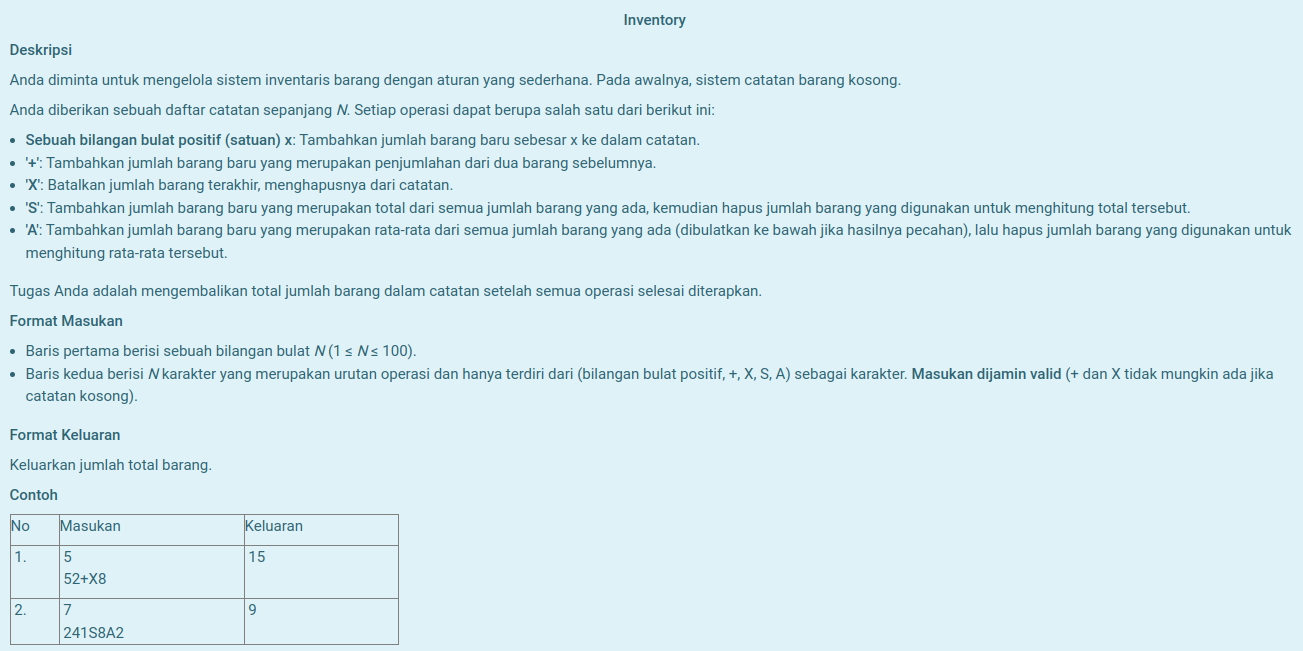 Inventory
Deskripsi
Anda diminta untuk mengelola sistem inventaris barang dengan aturan yang sederhana. Pada awalnya, sistem catatan barang kosong.
Anda diberikan sebuah daftar catatan sepanjang N. Setiap operasi dapat berupa salah satu dari berikut ini:
• Sebuah bilangan bulat positif (satuan) x: Tambahkan jumlah barang baru sebesar x ke dalam catatan.
• '+': Tambahkan jumlah barang baru yang merupakan penjumlahan dari dua barang sebelumnya.
• 'X': Batalkan jumlah barang terakhir, menghapusnya dari catatan.
• 'S': Tambahkan jumlah barang baru yang merupakan total dari semua jumlah barang yang ada, kemudian hapus jumlah barang yang digunakan untuk menghitung total tersebut.
• 'A': Tambahkan jumlah barang baru yang merupakan rata-rata dari semua jumlah barang yang ada (dibulatkan ke bawah jika hasilnya pecahan), lalu hapus jumlah barang yang digunakan untuk
menghitung rata-rata tersebut.
Tugas Anda adalah mengembalikan total jumlah barang dalam catatan setelah semua operasi selesai diterapkan.
Format Masukan
• Baris pertama berisi sebuah bilangan bulat N (1 ≤ N ≤ 100).
• Baris kedua berisi N karakter yang merupakan urutan operasi dan hanya terdiri dari (bilangan bulat positif, +, X, S, A) sebagai karakter. Masukan dijamin valid (+ dan X tidak mungkin ada jika
catatan kosong).
Format Keluaran
Keluarkan jumlah total barang.
Contoh
No Masukan Keluaran
1. 5 15
52+X8
2. 7 9
241S8A2